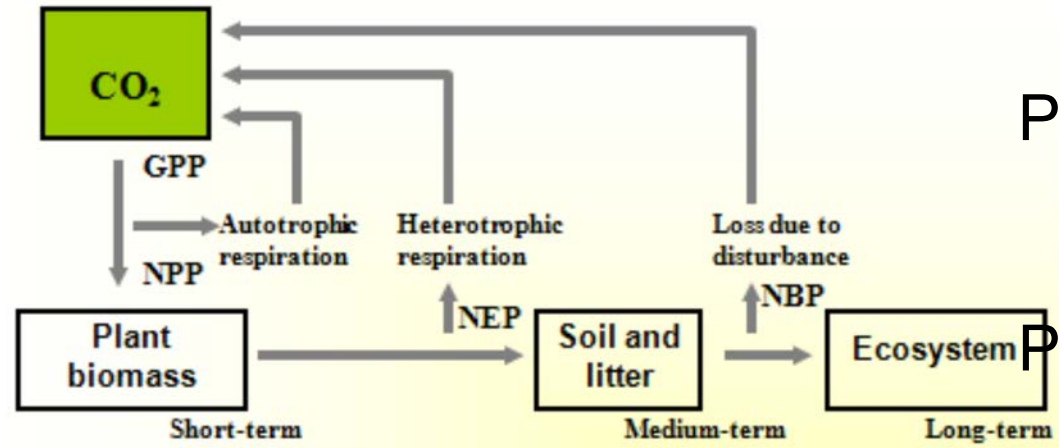 CO₂
P
GPP
Autotrophic
respiration
Heterotrophic
respiration
Loss due to
disturbance
NPP
NEP
NBP
Plant
biomass
Soil and
litter
Ecosystem
P
Short-term
Medium-term
Long-term